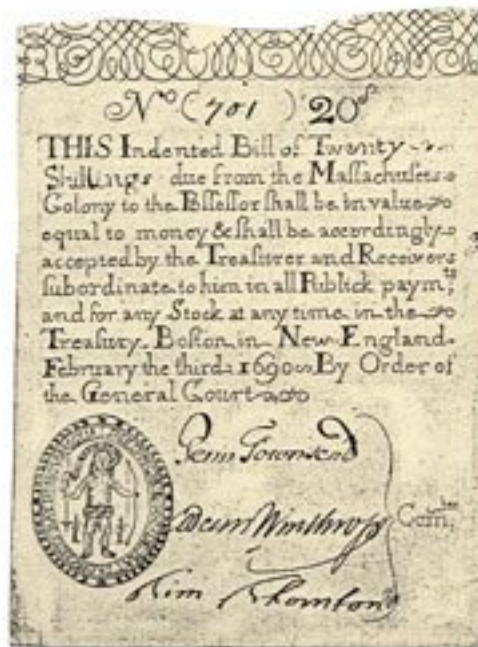 No (701) 20s
THIS Indented Bill of Twenty
Shillings due from the Massachusets
Colony to the Possessor shall be in value
equal to money & shall be accordingly
accepted by the Treasurer and Receivers
subordinate to him in all Publick paymts
and for any Stock at any time in the
Treasury. Boston in New-England
February the third 1690. By Order of
the General Court
Penn Townsend
Adam Winthrop
Comtee
Tim Thornton